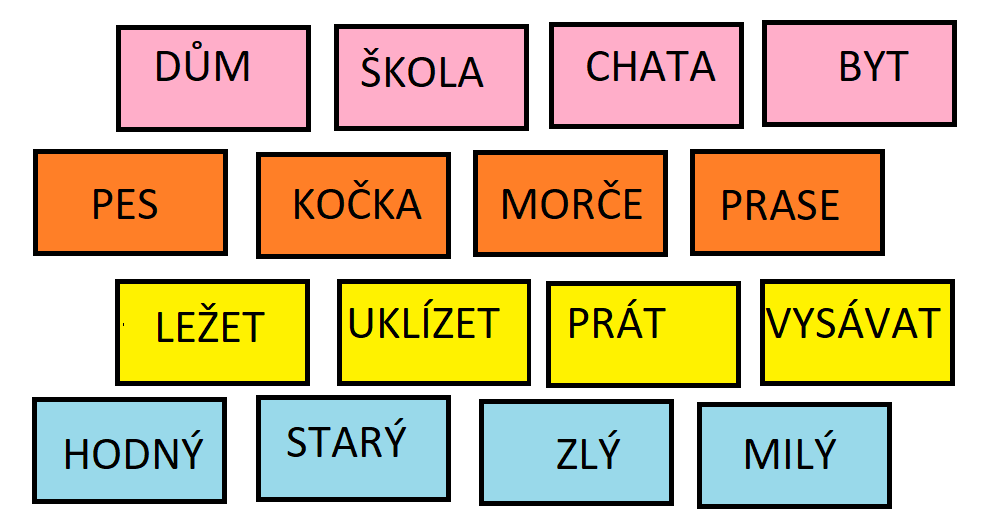 DŮM ŠKOLA CHATA BYT
PES KOČKA MORČE PRASE
LEŽET UKLÍZET PRÁT VYSÁVAT
HODNÝ STARÝ ZLÝ MILÝ